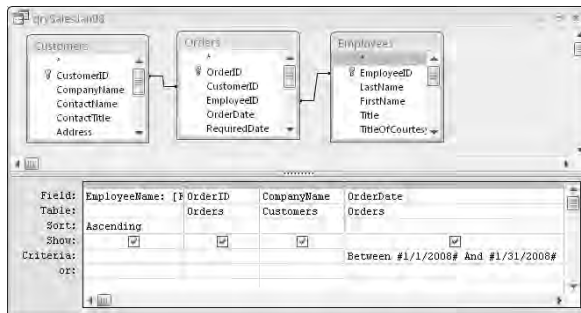 qrySalesJan08
Customers
*
CustomerID
CompanyName
ContactName
ContactTitle
Address
Orders
*
OrderID
CustomerID
EmployeeID
OrderDate
RequiredDate
Employees
*
EmployeeID
LastName
FirstName
Title
TitleOfCourtesy
Field: EmployeeName: [F OrderID CompanyName OrderDate
Table: Orders Customers Orders
Sort: Ascending
Show:
Criteria: Between #1/1/2008# And #1/31/2008#
or: